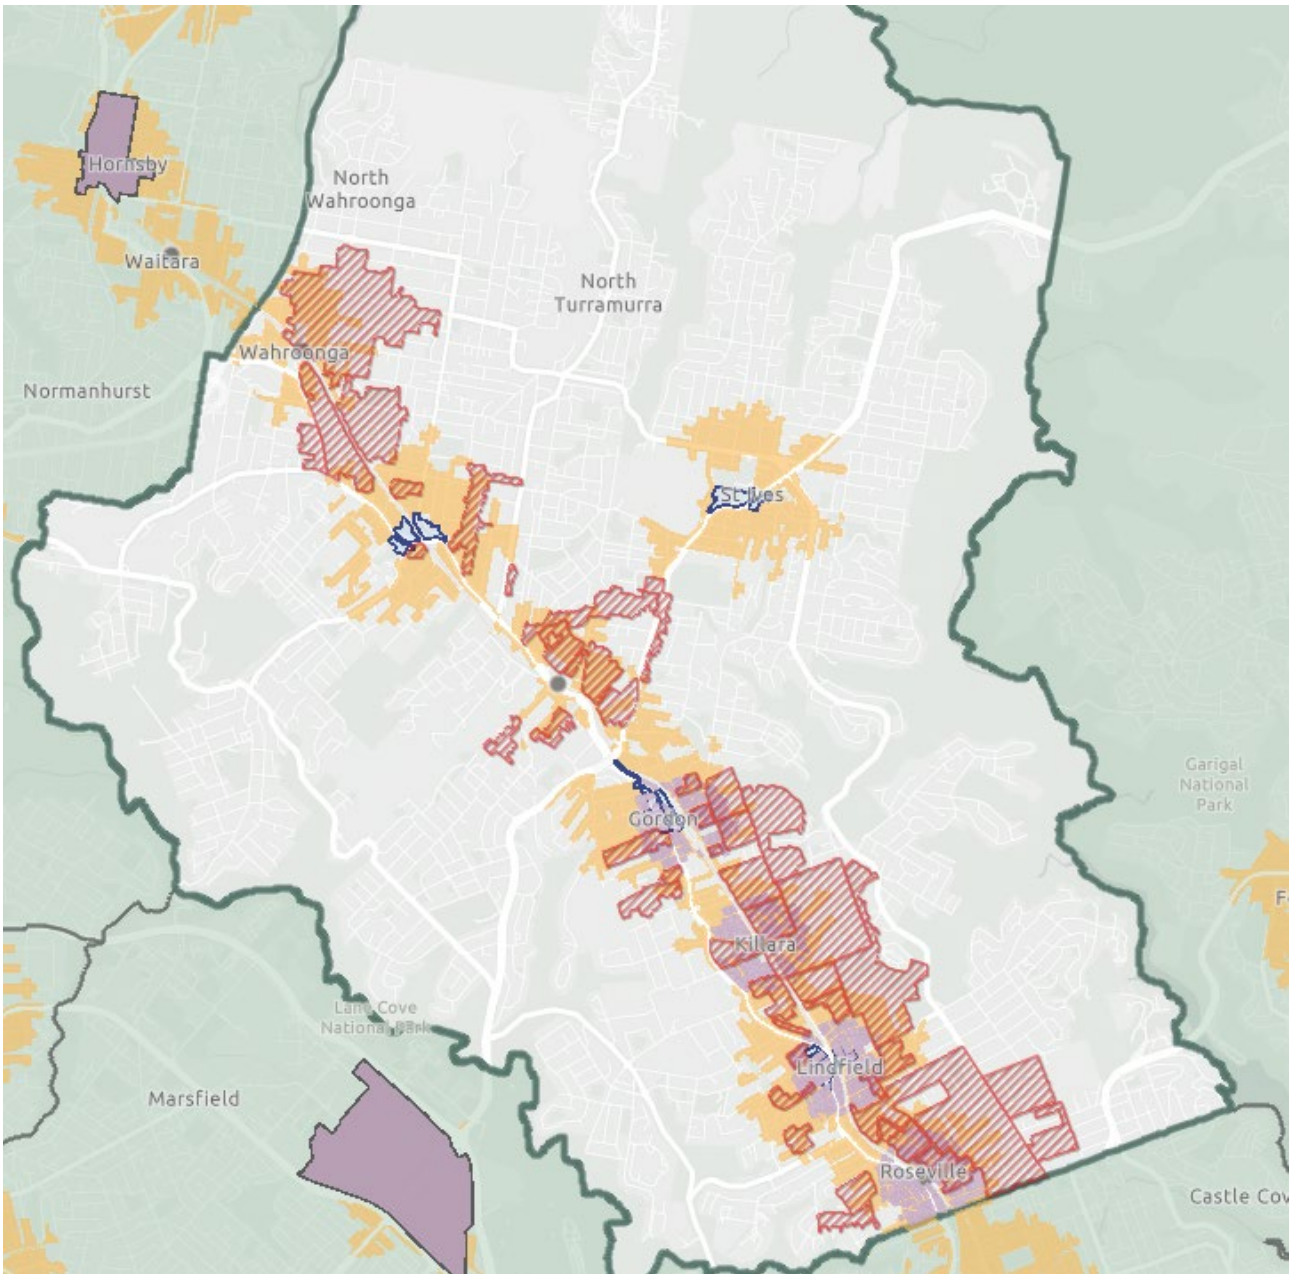 Hornsby
North
Wahroonga
Waitara
North
Turramurra
Wahroonga
Normanhurst
St Ives
Garigal
National
Park
Gordon
Killara
Lane Cove
National Park
Lindfield
Marsfield
Roseville
Castle Cov